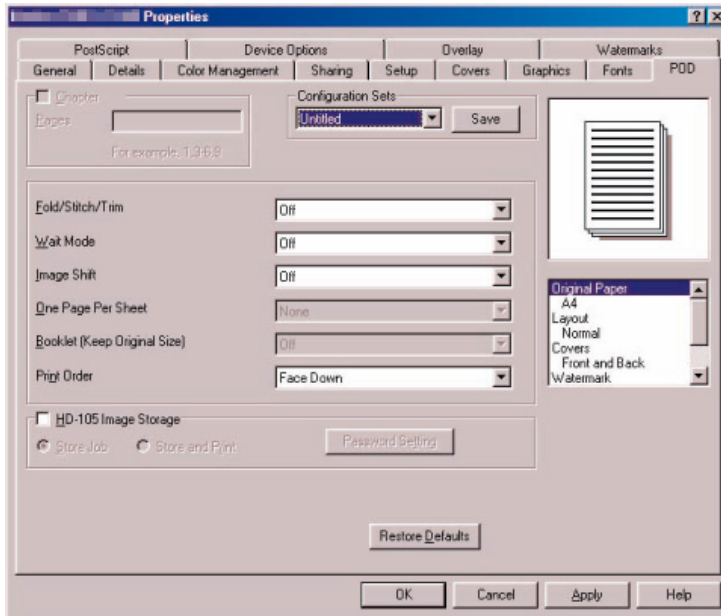 Properties
PostScript Device Options Overlay Watermarks
General Details Color Management Sharing Setup Covers Graphics Fonts POD
Chapter
Pages
For example, 1,3-6,9
Configuration Sets
Untitled Save
Fold/Stitch/Trim Off
Wait Mode Off
Image Shift Off
One Page Per Sheet None
Booklet (Keep Original Size) Off
Print Order Face Down
Original Paper
A4
Layout
Normal
Covers
Front and Back
Watermark
HD-105 Image Storage
Store Job Store and Print Password Setting
Restore Defaults
OK Cancel Apply Help